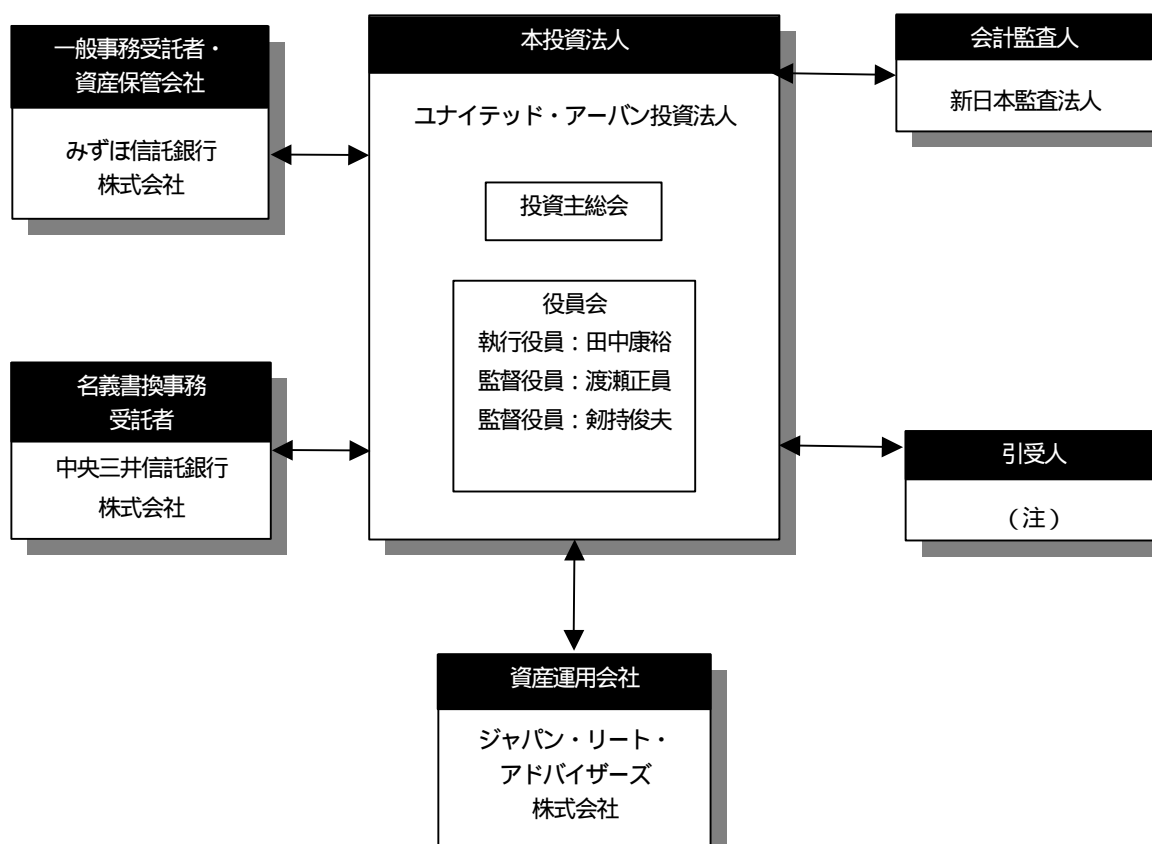 一般事務受託者・
資産保管会社
みずほ信託銀行
株式会社
本投資法人
ユナイテッド・アーバン投資法人
投資主総会
役員会
執行役員：田中康裕
監督役員：渡瀬正員
監督役員：剱持俊夫
会計監査人
新日本監査法人
名義書換事務
受託者
中央三井信託銀行
株式会社
引受人
（注）
資産運用会社
ジャパン・リート・
アドバイザーズ
株式会社